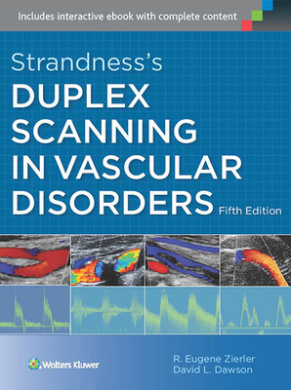 Includes interactive ebook with complete content
Strandness's
DUPLEX
SCANNING
IN VASCULAR
DISORDERS Fifth Edition
R. Eugene Zierler
David L. Dawson
Wolters Kluwer